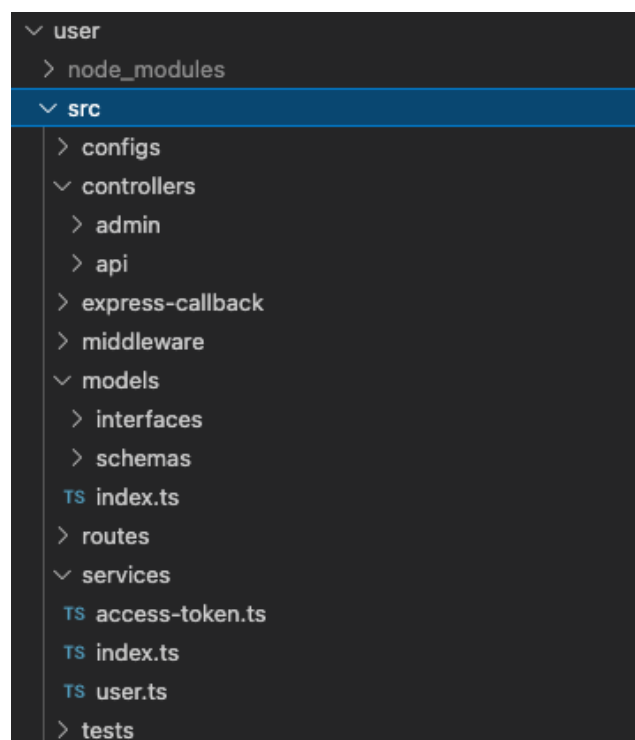 user
node_modules
src
configs
controllers
admin
api
express-callback
middleware
models
interfaces
schemas
TS index.ts
routes
services
TS access-token.ts
TS index.ts
TS user.ts
tests